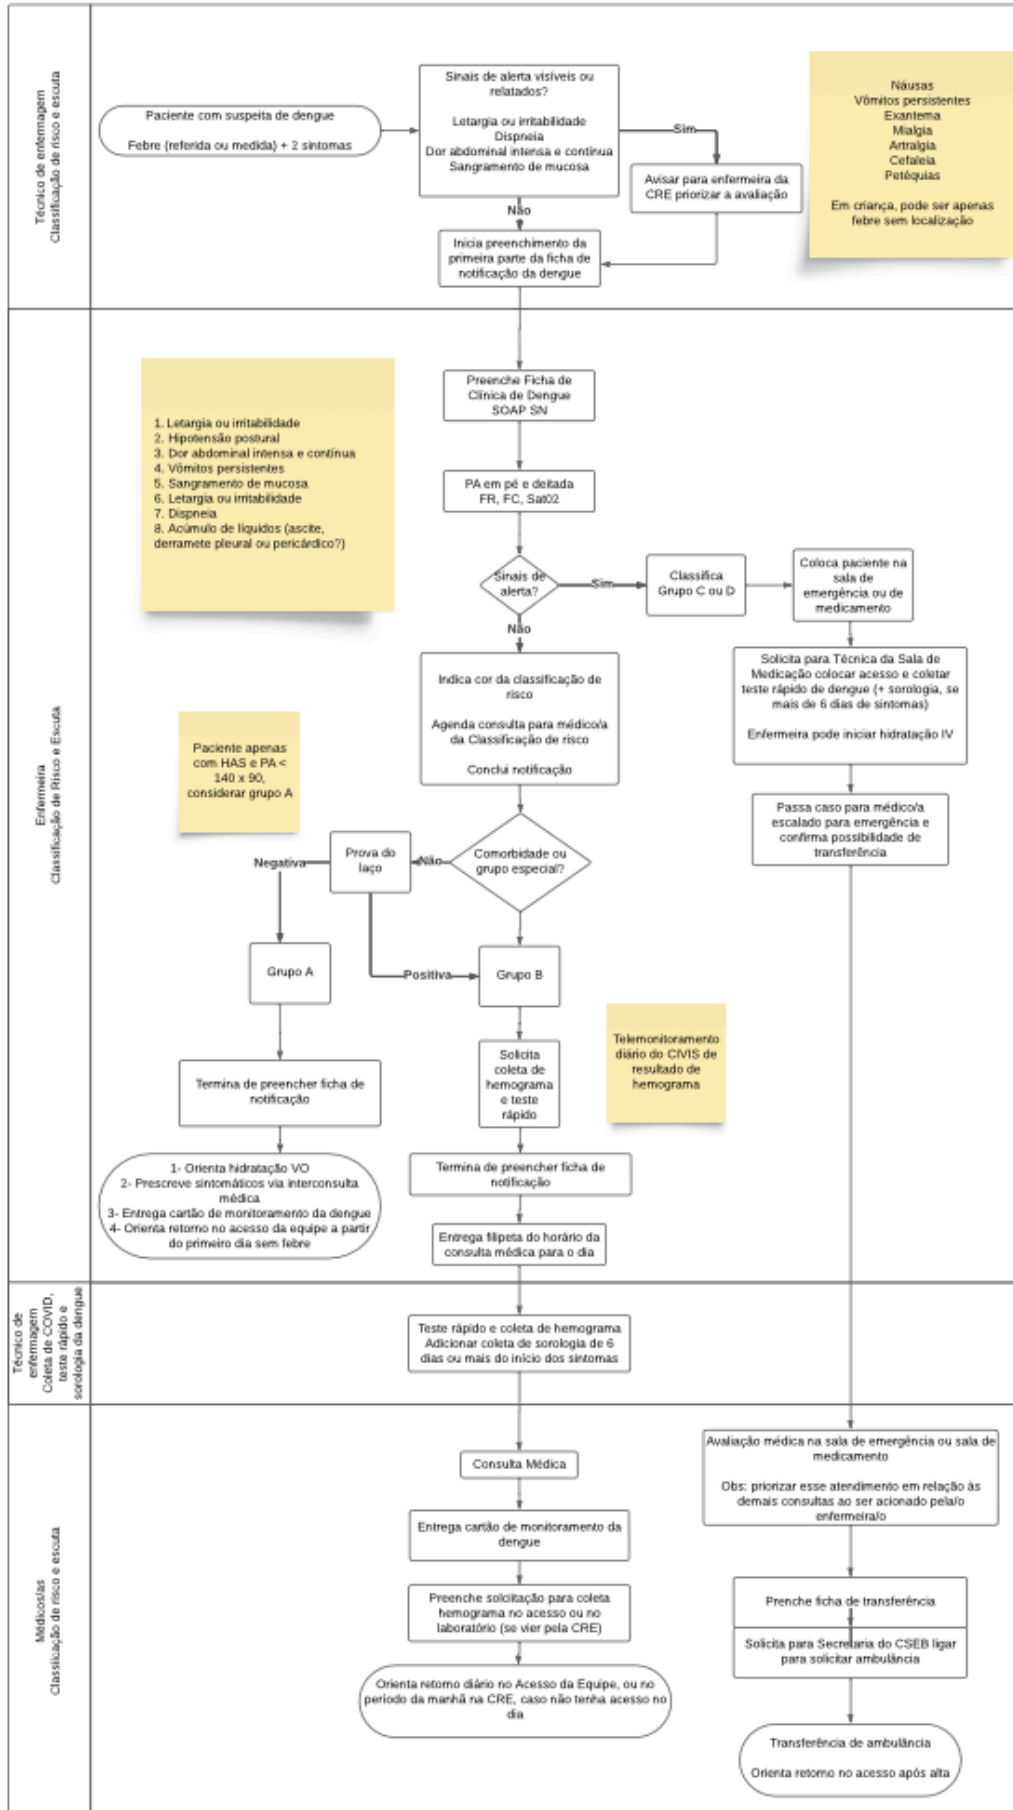 Técnico de enfermagem
Classificação de risco e escuta
Paciente com suspeita de dengue
Febre (referida ou medida) + 2 sintomas
Sinais de alerta visíveis ou
relatados?
Letargia ou irritabilidade
Dispneia
Dor abdominal intensa e contínua
Sangramento de mucosa
Sim
Avisar para enfermeira da
CRE priorizar a avaliação
Não
Inicia preenchimento da
primeira parte da ficha de
notificação da dengue
Náusas
Vômitos persistentes
Exantema
Mialgia
Artralgia
Cefaleia
Petéquias
Em criança, pode ser apenas
febre sem localização
Enfermeira
Classificação de Risco e Escuta
1. Letargia ou irritabilidade
2. Hipotensão postural
3. Dor abdominal intensa e contínua
4. Vômitos persistentes
5. Sangramento de mucosa
6. Letargia ou irritabilidade
7. Dispneia
8. Acúmulo de líquidos (ascite,
derramete pleural ou pericárdico?)
Preenche Ficha de
Clínica de Dengue
SOAP SN
PA em pé e deitada
FR, FC, Sat02
Sinais de
alerta?
Sim
Classifica
Grupo C ou D
Coloca paciente na
sala de
emergência ou de
medicamento
Solicita para Técnica da Sala de
Medicação colocar acesso e coletar
teste rápido de dengue (+ sorologia, se
mais de 6 dias de sintomas)
Enfermeira pode iniciar hidratação IV
Passa caso para médico/a
escalado para emergência e
confirma possibilidade de
transferência
Não
Indica cor da classificação de
risco
Agenda consulta para médico/a
da Classificação de risco
Conclui notificação
Paciente apenas
com HAS e PA <
140 x 90,
considerar grupo A
Comorbidade ou
grupo especial?
Não
Prova do
laço
Negativa
Grupo A
Positiva
Grupo B
Termina de preencher ficha de
notificação
1- Orienta hidratação VO
2- Prescreve sintomáticos via interconsulta
médica
3- Entrega cartão de monitoramento da dengue
4- Orienta retorno no acesso da equipe a partir
do primeiro dia sem febre
Solicita
coleta de
hemograma
e teste
rápido
Telemonitoramento
diário do CIVIS de
resultado de
hemograma
Termina de preencher ficha de
notificação
Entrega filipeta do horário da
consulta médica para o dia
Técnico de
enfermagem
Coleta de COVID,
teste rápido e
sorologia da dengue
Teste rápido e coleta de hemograma
Adicionar coleta de sorologia de 6
dias ou mais do início dos sintomas
Médicos/as
Classiicação de risco e escuta
Consulta Médica
Entrega cartão de monitoramento da
dengue
Preenche solciitação para coleta
hemograma no acesso ou no
laboratório (se vier pela CRE)
Orienta retorno diário no Acesso da Equipe, ou no
período da manhã na CRE, caso não tenha acesso no
dia
Avaliação médica na sala de emergência ou sala de
medicamento
Obs: priorizar esse atendimento em relação às
demais consultas ao ser acionado pela/o
enfermeira/o
Prenche ficha de transferência
Solicita para Secretaria do CSEB ligar
para solicitar ambulância
Transferência de ambulância
Orienta retorno no acesso após alta